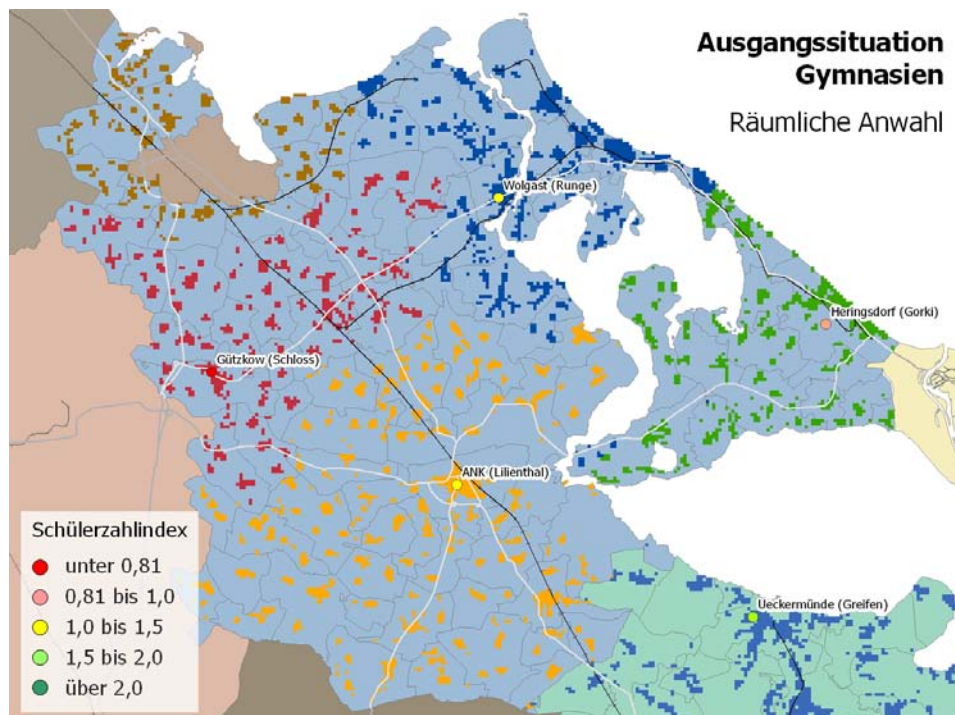 Ausgangssituation
Gymnasien
Räumliche Anwahl
Wolgast (Runge)
Heringsdorf (Gorki)
Gützkow (Schloss)
ANK (Lilienthal)
Ueckermünde (Greifen)
Schülerzahlindex
unter 0,81
0,81 bis 1,0
1,0 bis 1,5
1,5 bis 2,0
über 2,0